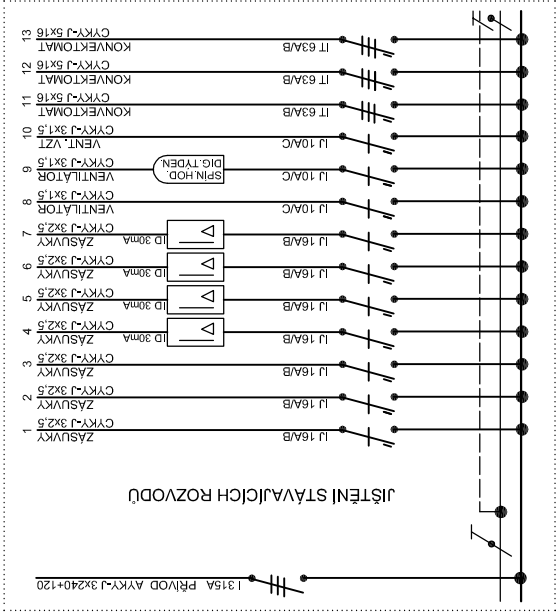 I 315A PŘÍVOD AYKY-J 3x240+120
JIŠTĚNÍ STÁVAJÍCÍCH ROZVODŮ
IJ 16A/B ZÁSUVKY 1
CYKY-J 3x2,5
IJ 16A/B ZÁSUVKY 2
CYKY-J 3x2,5
IJ 16A/B ZÁSUVKY 3
CYKY-J 3x2,5
IJ 16A/B ID 30mA ZÁSUVKY 4
CYKY-J 3x2,5
IJ 16A/B ID 30mA ZÁSUVKY 5
CYKY-J 3x2,5
IJ 16A/B ID 30mA ZÁSUVKY 6
CYKY-J 3x2,5
IJ 16A/B ID 30mA ZÁSUVKY 7
CYKY-J 3x2,5
IJ 10A/C VENTILÁTOR 8
CYKY-J 3x1,5
IJ 10A/C SPÍN.HOD. VENTILÁTOR 9
DIG.TÝDEN. CYKY-J 3x1,5
IJ 10A/C VENT. VZT 10
CYKY-J 3x1,5
IT 63A/B KONVEKTOMAT 11
CYKY-J 5x16
IT 63A/B KONVEKTOMAT 12
CYKY-J 5x16
IT 63A/B KONVEKTOMAT 13
CYKY-J 5x16